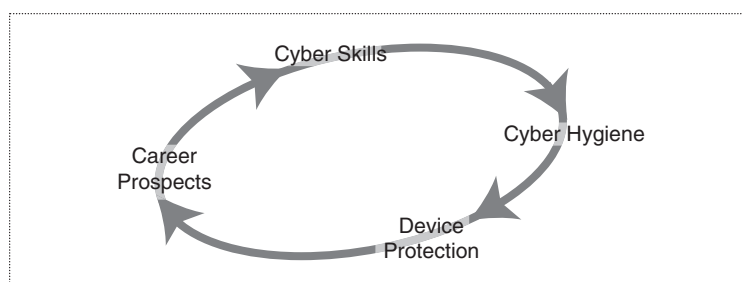 Cyber Skills
Cyber Hygiene
Device
Protection
Career
Prospects